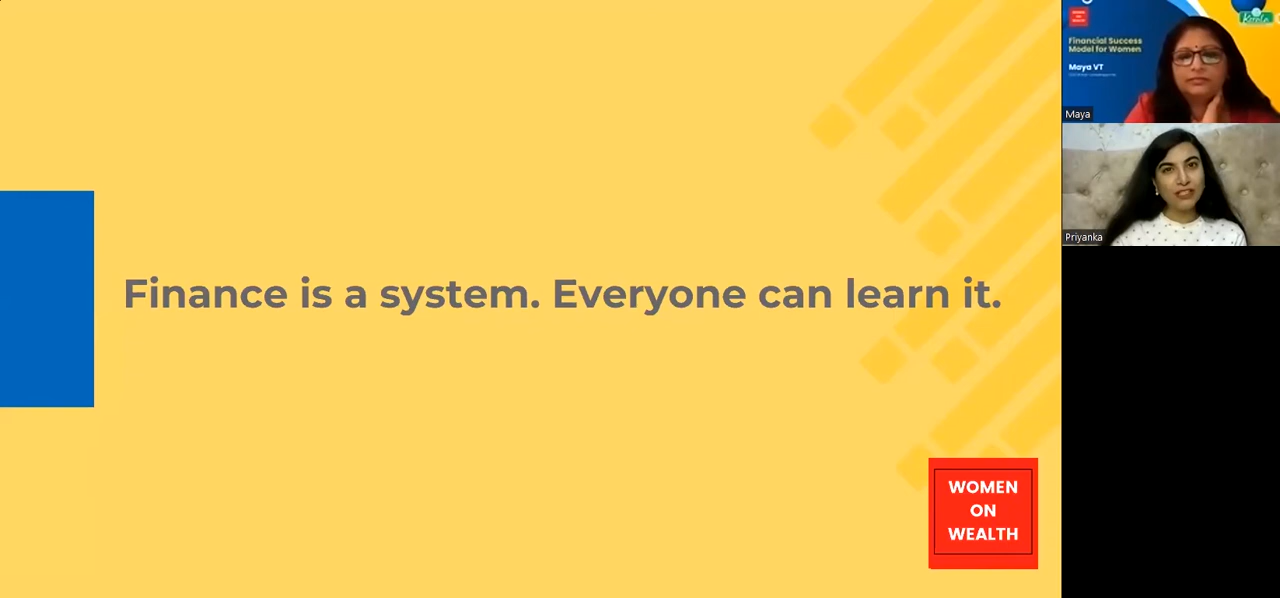 Finance is a system. Everyone can learn it.
WOMEN
ON
WEALTH
Financial Success
Model for Women
Maya VT
Maya
Kerala
Priyanka